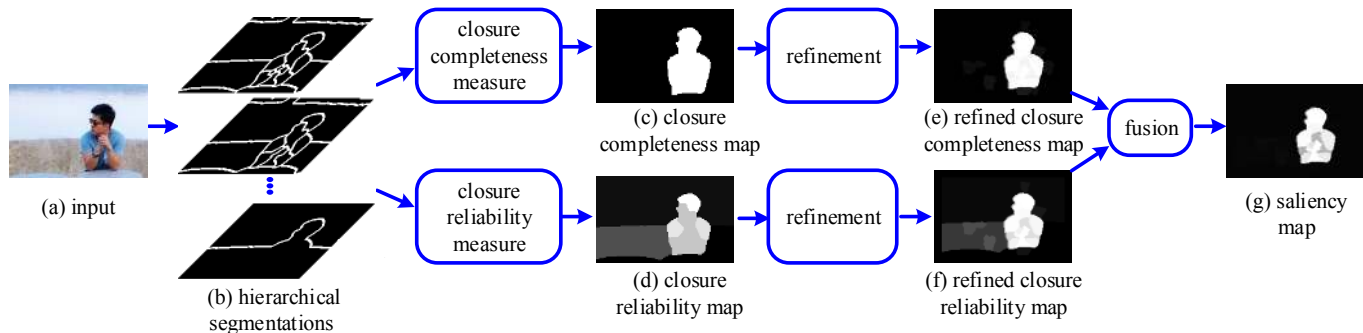 (a) input
(b) hierarchical
segmentations
closure
completeness
measure
(c) closure
completeness map
refinement
(e) refined closure
completeness map
closure
reliability
measure
(d) closure
reliability map
refinement
(f) refined closure
reliability map
fusion
(g) saliency
map